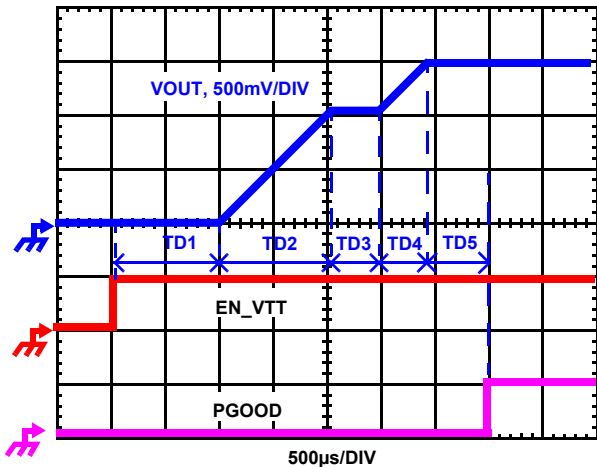 VOUT, 500mV/DIV
TD1 TD2 TD3 TD4 TD5
EN_VTT
PGOOD
500µs/DIV